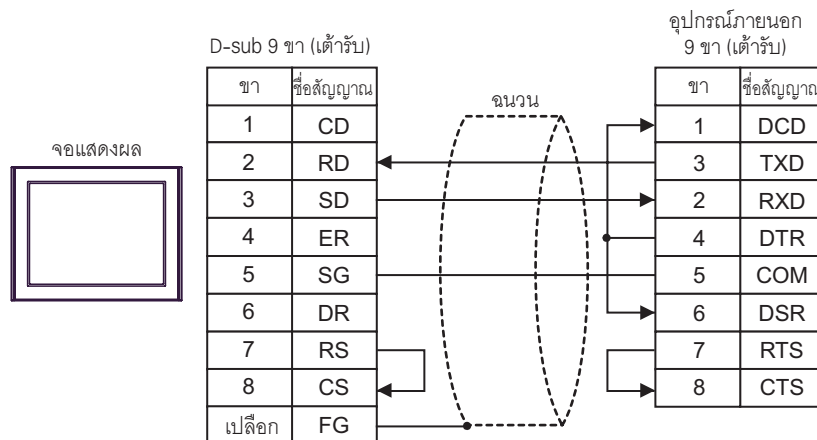 อุปกรณ์ภายนอก
D-sub 9 ขา (เต้ารับ) 9 ขา (เต้ารับ)
ขา ชื่อสัญญาณ ฉนวน ขา ชื่อสัญญาณ
1 CD 1 DCD
จอแสดงผล
2 RD 3 TXD
3 SD 2 RXD
4 ER 4 DTR
5 SG 5 COM
6 DR 6 DSR
7 RS 7 RTS
8 CS 8 CTS
เปลือก FG